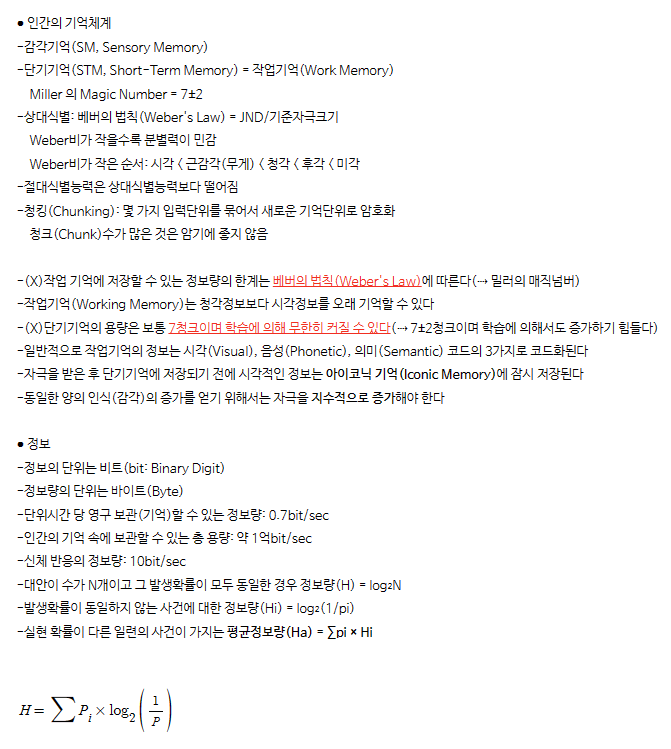 ● 인간의 기억체계
-감각기억(SM, Sensory Memory)
-단기기억(STM, Short-Term Memory) = 작업기억(Work Memory)
Miller 의 Magic Number = 7±2
-상대식별: 베버의 법칙(Weber's Law) = JND/기준자극크기
Weber비가 작을수록 분별력이 민감
Weber비가 작은 순서: 시각 < 근감각(무게) < 청각 < 후각 < 미각
-절대식별능력은 상대식별능력보다 떨어짐
-청킹(Chunking): 몇 가지 입력단위를 묶어서 새로운 기억단위로 암호화
청크(Chunk)수가 많은 것은 암기에 좋지 않음
-(X)작업 기억에 저장할 수 있는 정보량의 한계는 베버의 법칙(Weber's Law)에 따른다(→ 밀러의 매직넘버)
-작업기억(Working Memory)는 청각정보보다 시각정보를 오래 기억할 수 있다
-(X)단기기억의 용량은 보통 7청크이며 학습에 의해 무한히 커질 수 있다(→ 7±2청크이며 학습에 의해서도 증가하기 힘들다)
-일반적으로 작업기억의 정보는 시각(Visual), 음성(Phonetic), 의미(Semantic) 코드의 3가지로 코드화된다
-자극을 받은 후 단기기억에 저장되기 전에 시각적인 정보는 아이코닉 기억(Iconic Memory)에 잠시 저장된다
-동일한 양의 인식(감각)의 증가를 얻기 위해서는 자극을 지수적으로 증가해야 한다
● 정보
-정보의 단위는 비트(bit: Binary Digit)
-정보량의 단위는 바이트(Byte)
-단위시간 당 영구 보관(기억)할 수 있는 정보량: 0.7bit/sec
-인간의 기억 속에 보관할 수 있는 총 용량: 약 1억bit/sec
-신체 반응의 정보량: 10bit/sec
-대안이 수가 N개이고 그 발생확률이 모두 동일한 경우 정보량(H) = log₂N
-발생확률이 동일하지 않는 사건에 대한 정보량(Hi) = log₂(1/pi)
-실현 확률이 다른 일련의 사건이 가지는 평균정보량(Ha) = ∑pi × Hi
H = ∑ P_i × log₂(1/P)